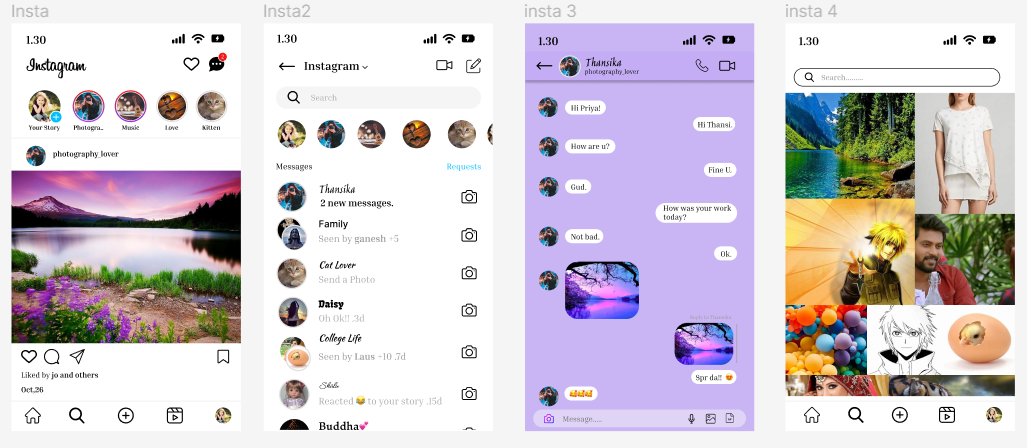 Insta
1.30
Instagram
Your Story
Photogra..
Music
Love
Kitten
photography_lover
Liked by jo and others
Oct,26
Insta2
1.30
Instagram
Search
Messages
Requests
Thansika
2 new messages.
Family
Seen by ganesh +5
Cat Lover
Send a Photo
Daisy
Oh Ok!! .3d
College Life
Seen by Laus +10 .7d
Reacted 😂 to your story .15d
Buddha💕
insta 3
1.30
Thansika
photography_lover
Hi Priya!
Hi Thansi.
How are u?
Fine U.
Gud.
How was your work
today?
Not bad.
Ok.
Reply to Thansika
Spr da!! 😍
🥰🥰🥰
Message.....
insta 4
1.30
Search.........